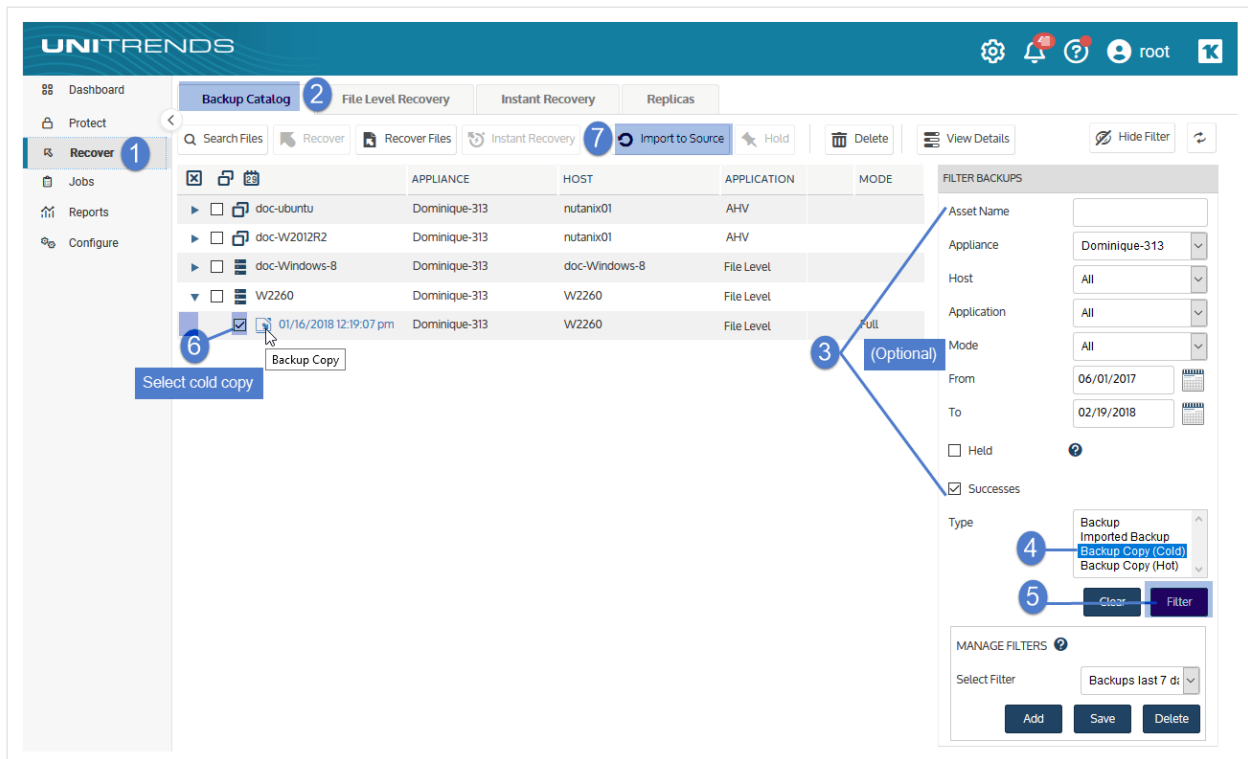 UNITRENDS
40
?
root
Dashboard
Protect
Recover
1
Jobs
Reports
Configure
Backup Catalog
2
File Level Recovery
Instant Recovery
Replicas
Search Files
Recover
Recover Files
Instant Recovery
7
Import to Source
Hold
Delete
View Details
Hide Filter
APPLIANCE HOST APPLICATION MODE
doc-ubuntu Dominique-313 nutanix01 AHV
doc-W2012R2 Dominique-313 nutanix01 AHV
doc-Windows-8 Dominique-313 doc-Windows-8 File Level
W2260 Dominique-313 W2260 File Level
01/16/2018 12:19:07 pm Dominique-313 W2260 File Level Full
Backup Copy
6
Select cold copy
FILTER BACKUPS
Asset Name
Appliance Dominique-313
Host All
Application All
3 (Optional)
Mode All
From 06/01/2017
To 02/19/2018
Held ?
Successes
Type
Backup
Imported Backup
4
Backup Copy (Cold)
Backup Copy (Hot)
5
Clear Filter
MANAGE FILTERS ?
Select Filter Backups last 7
Add Save Delete